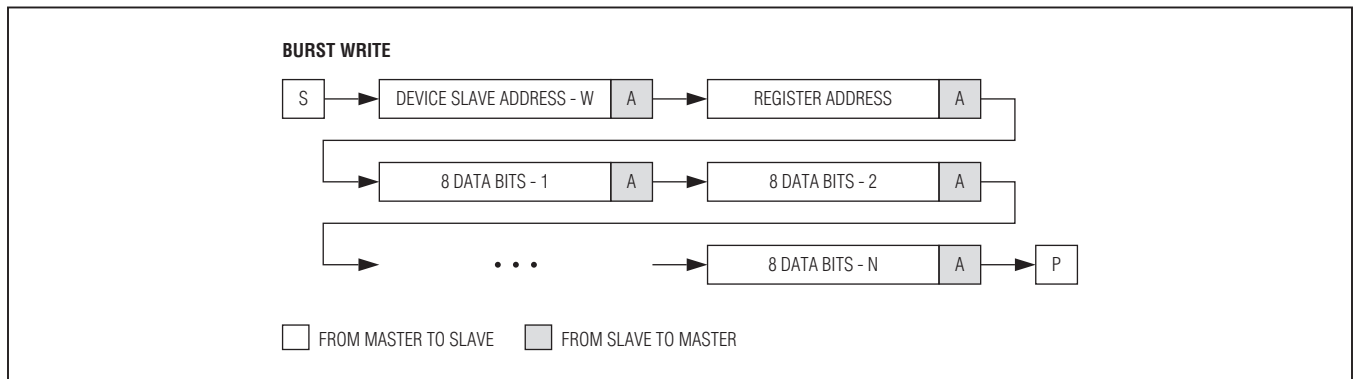 BURST WRITE
S DEVICE SLAVE ADDRESS - W A REGISTER ADDRESS A
8 DATA BITS - 1 A 8 DATA BITS - 2 A
• • • 8 DATA BITS - N A P
FROM MASTER TO SLAVE FROM SLAVE TO MASTER